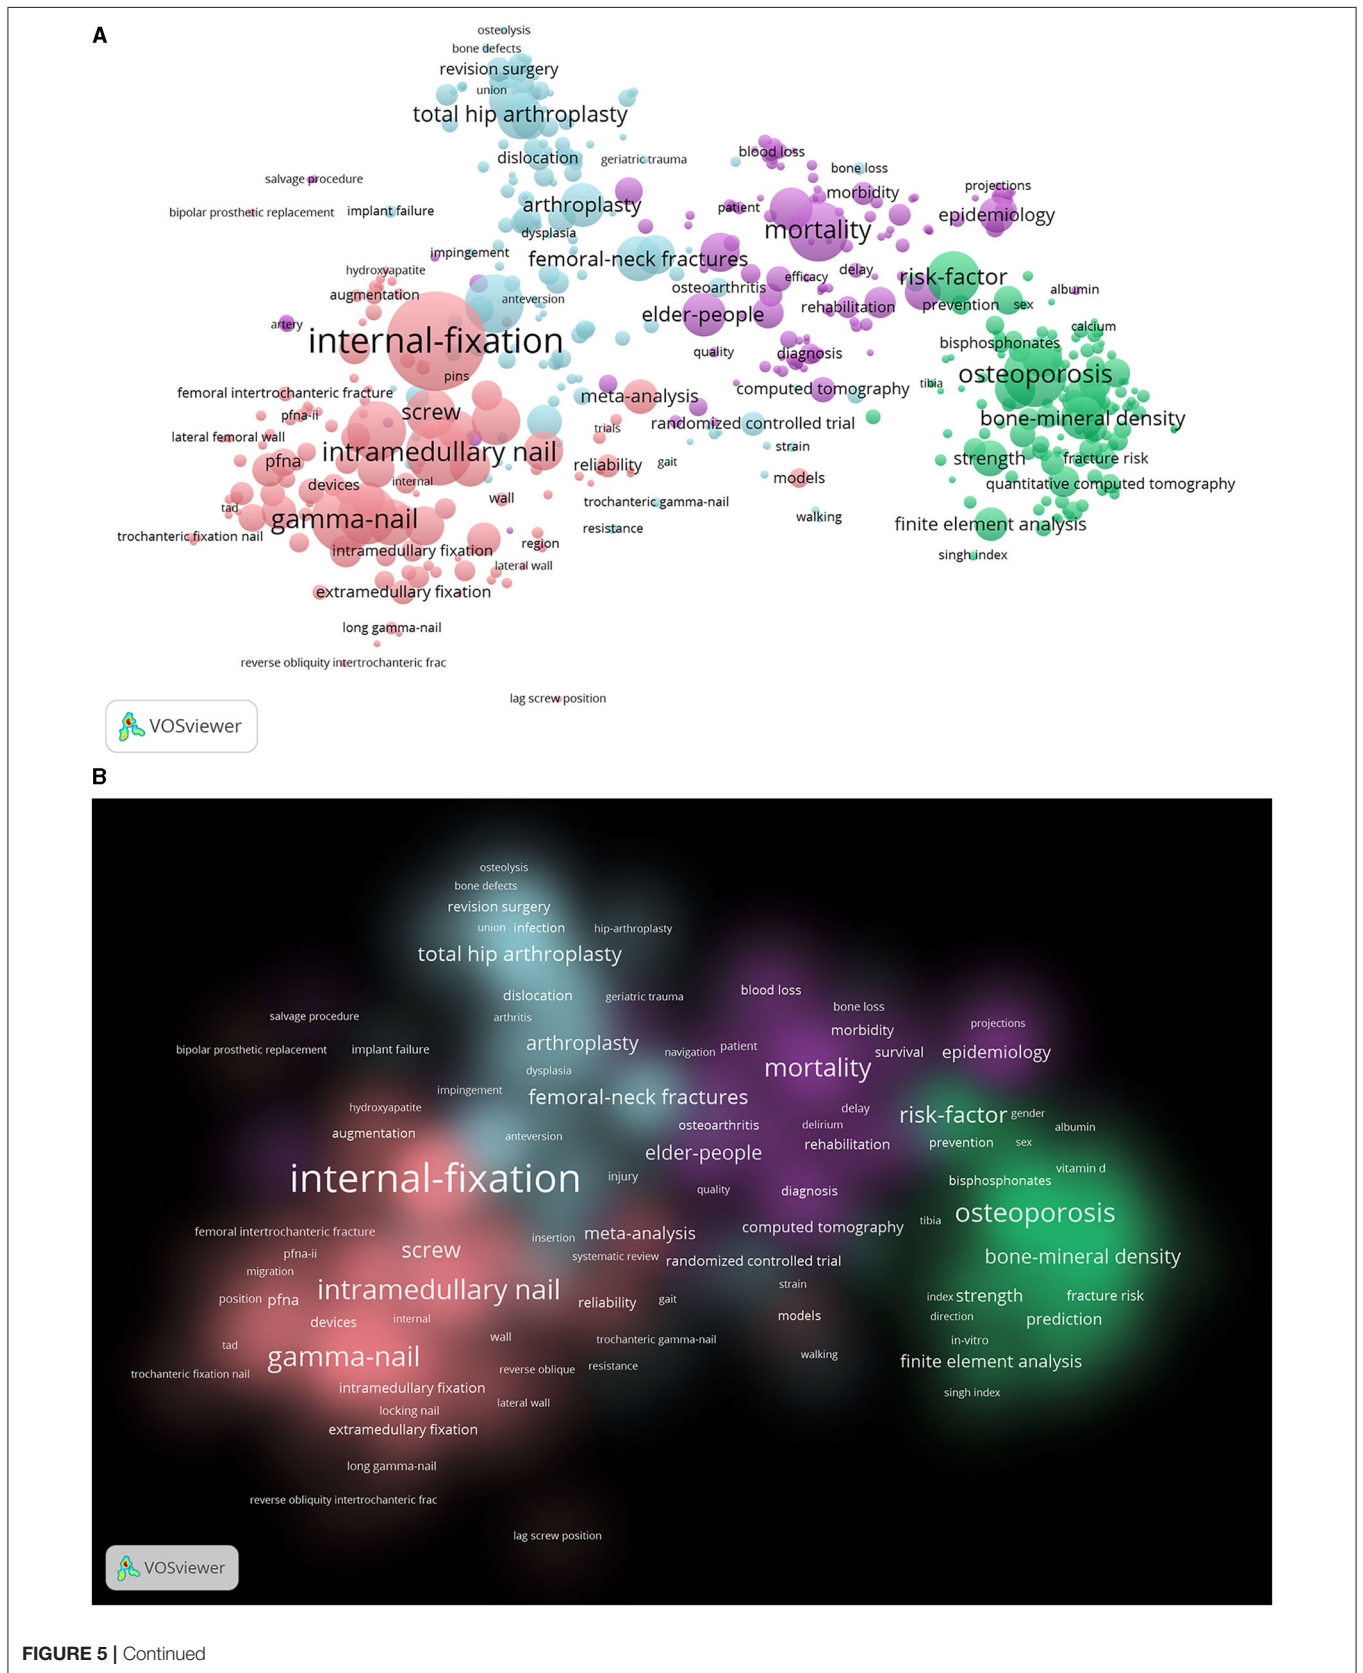 A
osteolysis
bone defects
revision surgery
union
total hip arthroplasty
dislocation
geriatric trauma
blood loss
bone loss
salvage procedure
morbidity
projections
bipolar prosthetic replacement
implant failure
arthroplasty
patient
epidemiology
mortality
dysplasia
impingement
femoral-neck fractures
hydroxyapatite
efficacy
delay
risk-factor
augmentation
anteversion
osteoarthritis
albumin
rehabilitation
prevention
sex
artery
elder-people
calcium
internal-fixation
bisphosphonates
quality
diagnosis
pins
osteoporosis
femoral intertrochanteric fracture
meta-analysis
computed tomography
tibia
pfna-ii
screw
randomized controlled trial
bone-mineral density
trials
lateral femoral wall
strain
intramedullary nail
pfna
reliability
gait
strength
fracture risk
devices
internal
models
quantitative computed tomography
wall
trochanteric gamma-nail
tad
gamma-nail
walking
finite element analysis
resistance
trochanteric fixation nail
region
intramedullary fixation
singh index
lateral wall
extramedullary fixation
long gamma-nail
reverse obliquity intertrochanteric frac
lag screw position
VOSviewer
B
osteolysis
bone defects
revision surgery
union
infection
hip-arthroplasty
total hip arthroplasty
blood loss
dislocation
geriatric trauma
bone loss
salvage procedure
arthritis
projections
morbidity
arthroplasty
bipolar prosthetic replacement
implant failure
navigation
patient
survival
epidemiology
mortality
dysplasia
impingement
femoral-neck fractures
hydroxyapatite
delay
risk-factor
gender
osteoarthritis
delirium
albumin
augmentation
anteversion
rehabilitation
prevention
sex
elder-people
vitamin d
internal-fixation
injury
bisphosphonates
quality
diagnosis
osteoporosis
tibia
femoral intertrochanteric fracture
insertion
meta-analysis
computed tomography
pfna-ii
screw
systematic review
randomized controlled trial
bone-mineral density
migration
strain
intramedullary nail
position
pfna
reliability
gait
index
strength
fracture risk
devices
internal
models
direction
prediction
wall
trochanteric gamma-nail
in-vitro
tad
gamma-nail
walking
finite element analysis
trochanteric fixation nail
reverse oblique
resistance
intramedullary fixation
singh index
locking nail
lateral wall
extramedullary fixation
long gamma-nail
reverse obliquity intertrochanteric frac
lag screw position
VOSviewer
FIGURE 5 | Continued